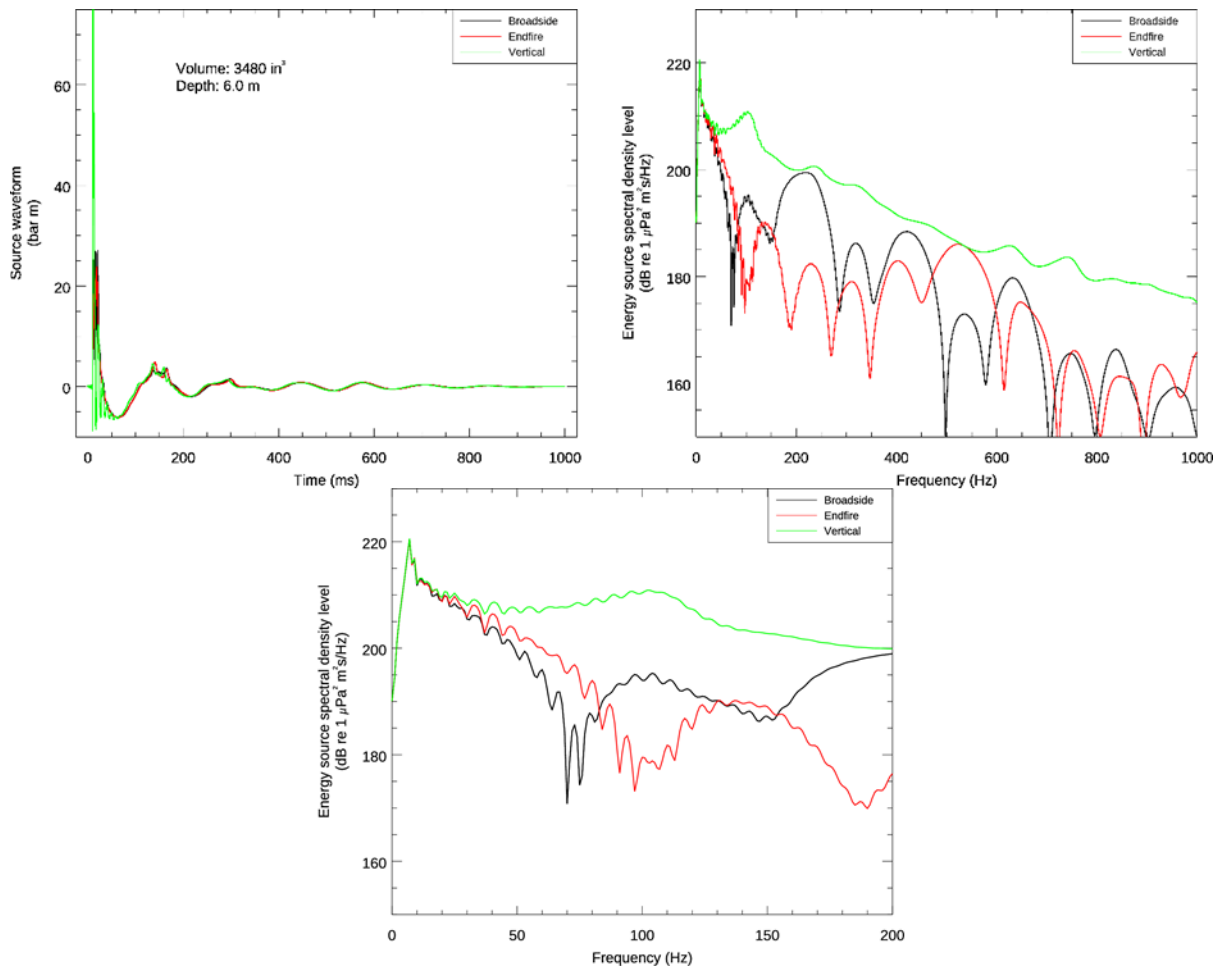 Broadside
Endfire
Vertical
Volume: 3480 in³
Depth: 6.0 m
Source waveform
(bar m)
60
40
20
0
0 200 400 600 800 1000
Time (ms)
Broadside
Endfire
Vertical
Energy source spectral density level
(dB re 1 μPa² m²s/Hz)
220
200
180
160
0 200 400 600 800 1000
Frequency (Hz)
Broadside
Endfire
Vertical
Energy source spectral density level
(dB re 1 μPa² m²s/Hz)
220
200
180
160
0 50 100 150 200
Frequency (Hz)